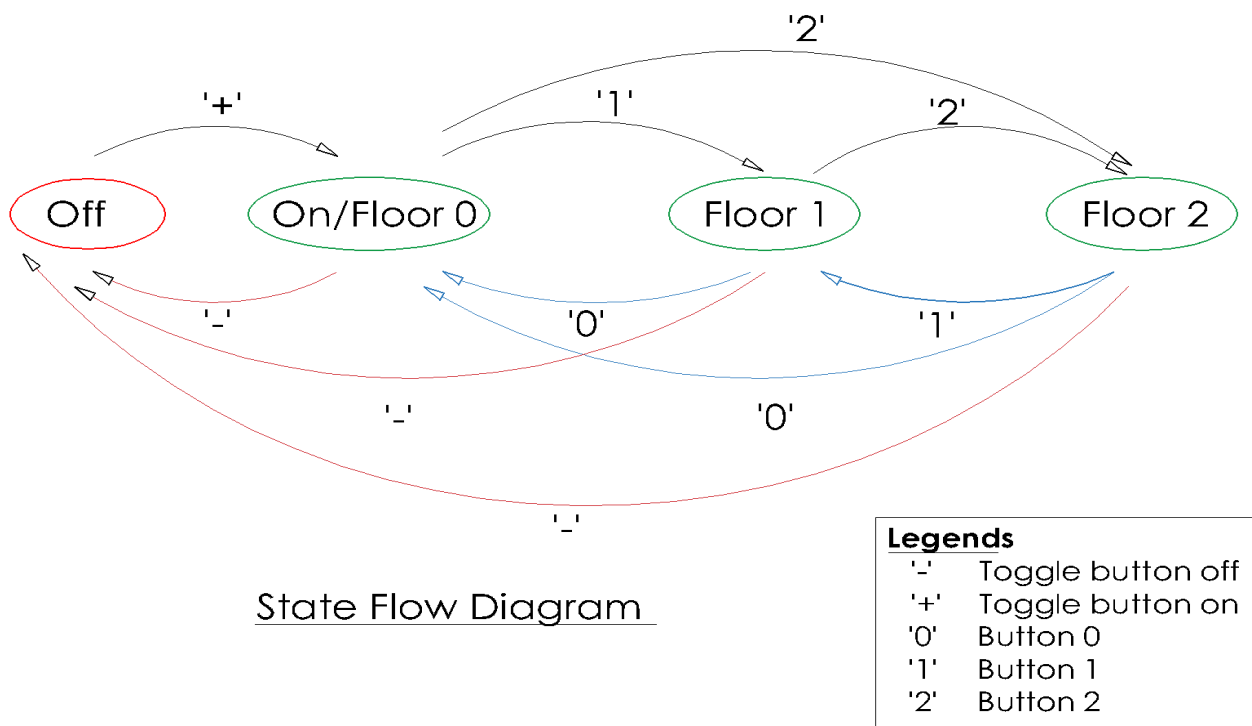 '2'
'+'
'1'
'2'
Off
On/Floor 0
Floor 1
Floor 2
'-'
'0'
'1'
'-'
'0'
'-'
State Flow Diagram
Legends
'-' Toggle button off
'+' Toggle button on
'0' Button 0
'1' Button 1
'2' Button 2